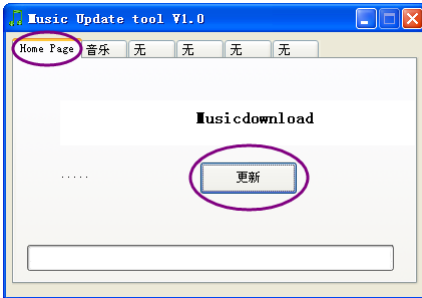 Music Update tool V1.0
Home Page 音乐 无 无 无 无
Musicdownload
..... 更新